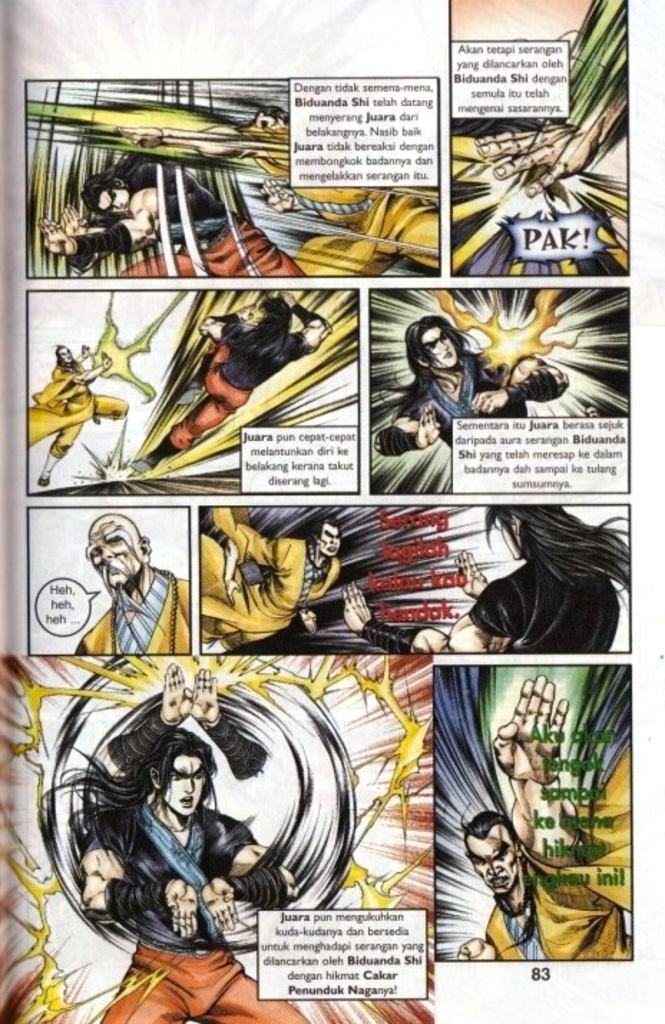 Dengan tidak semena-mena,
Biduanda Shi telah datang
menyerang Juara dari
belakangnya. Nasib baik
Juara tidak bereaksi dengan
membongkok badannya dan
mengelakkan serangan itu.
Akan tetapi serangan
yang dilancarkan oleh
Biduanda Shi dengan
semula itu telah
mengenai sasarannya.
PAK!
Juara pun cepat-cepat
melantunkan diri ke
belakang kerana takut
diserang lagi.
Sementara itu Juara berasa sejuk
daripada aura serangan Biduanda
Shi yang telah meresap ke dalam
badannya dah sampai ke tulang
sumsumnya.
Heh,
heh,
heh ...
Serang
lagilah
kalau kau
hendak.
Juara pun mengukuhkan
kuda-kudanya dan bersedia
untuk menghadapi serangan yang
dilancarkan oleh Biduanda Shi
dengan hikmat Cakar
Penunduk Naganya!
Aku
tengok
sampai
ke mana
hikmat
engkau ini!
83